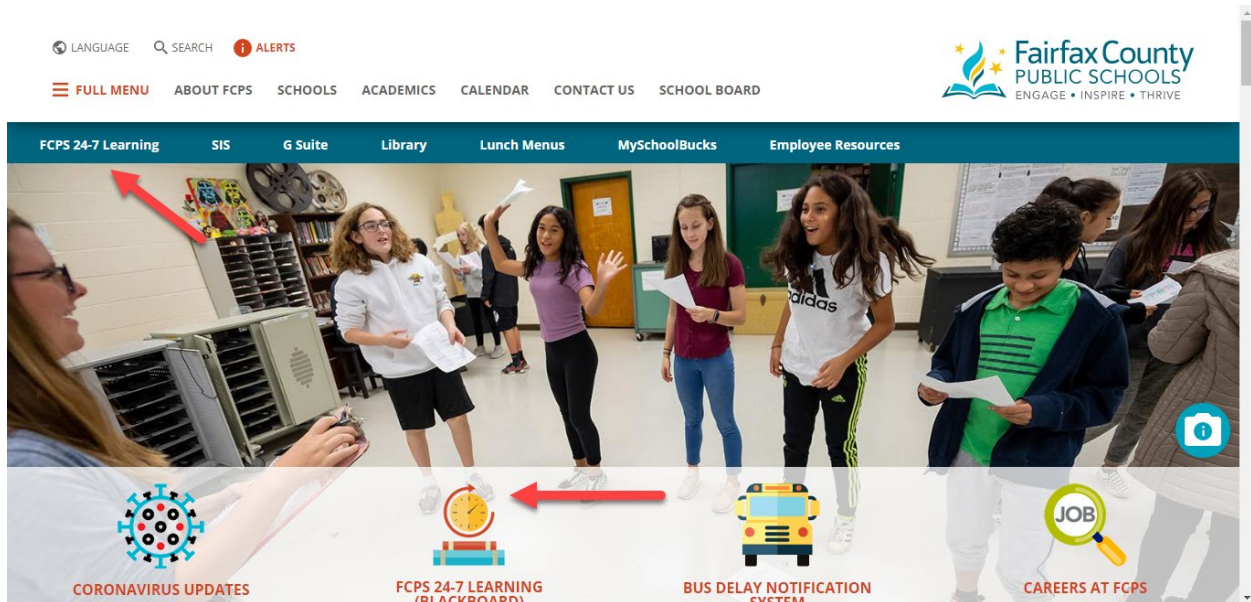 LANGUAGE SEARCH ALERTS
FULL MENU ABOUT FCPS SCHOOLS ACADEMICS CALENDAR CONTACT US SCHOOL BOARD
Fairfax County
PUBLIC SCHOOLS
ENGAGE • INSPIRE • THRIVE
FCPS 24-7 Learning SIS G Suite Library Lunch Menus MySchoolBucks Employee Resources
adidas
JOB
CORONAVIRUS UPDATES
FCPS 24-7 LEARNING
(BLACKBOARD)
BUS DELAY NOTIFICATION
SYSTEM
CAREERS AT FCPS